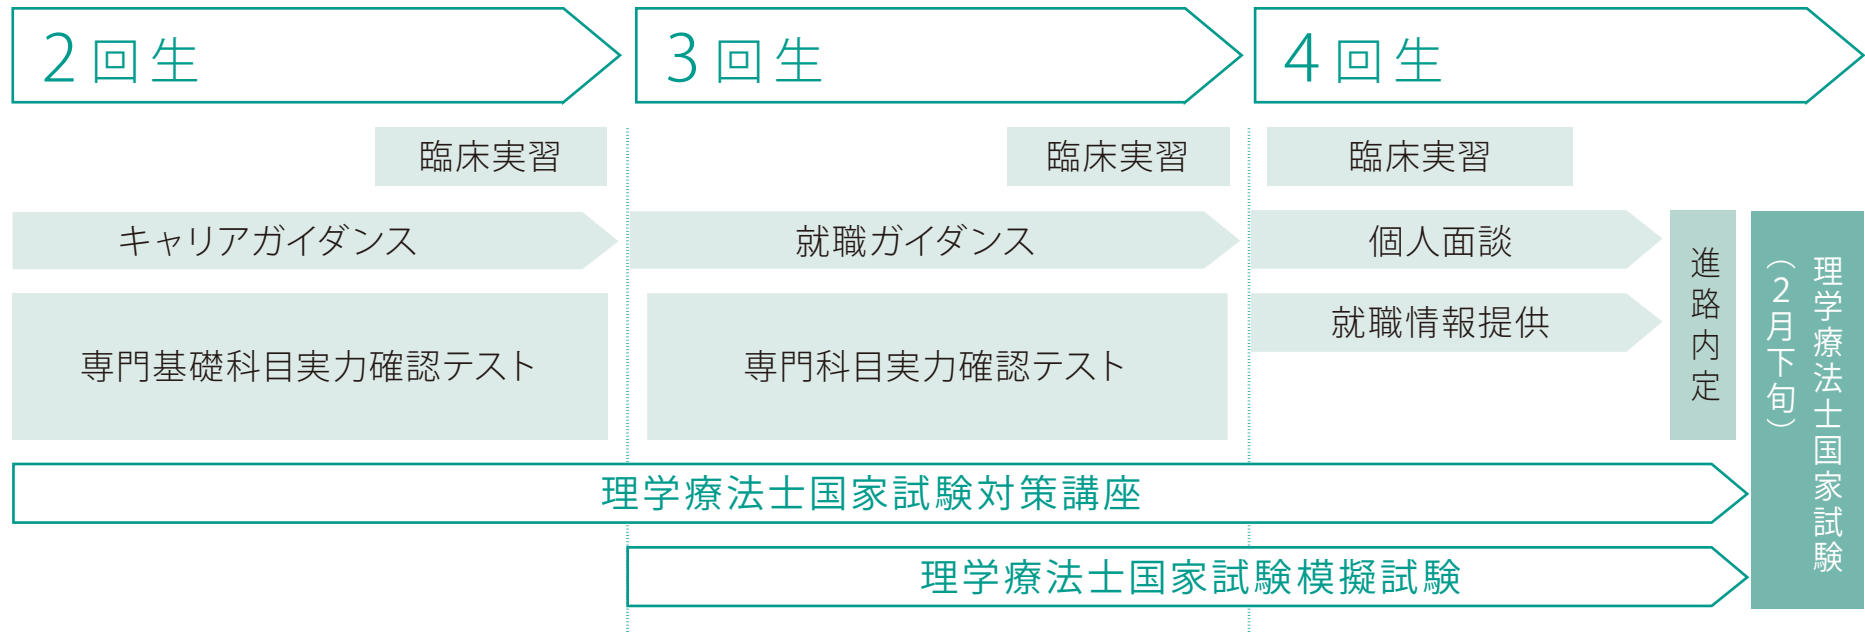 2回生
3回生
4回生
臨床実習
臨床実習
臨床実習
キャリアガイダンス
就職ガイダンス
個人面談
専門基礎科目実力確認テスト
専門科目実力確認テスト
就職情報提供
進路内定
理学療法士国家試験
（2月下旬）
理学療法士国家試験対策講座
理学療法士国家試験模擬試験